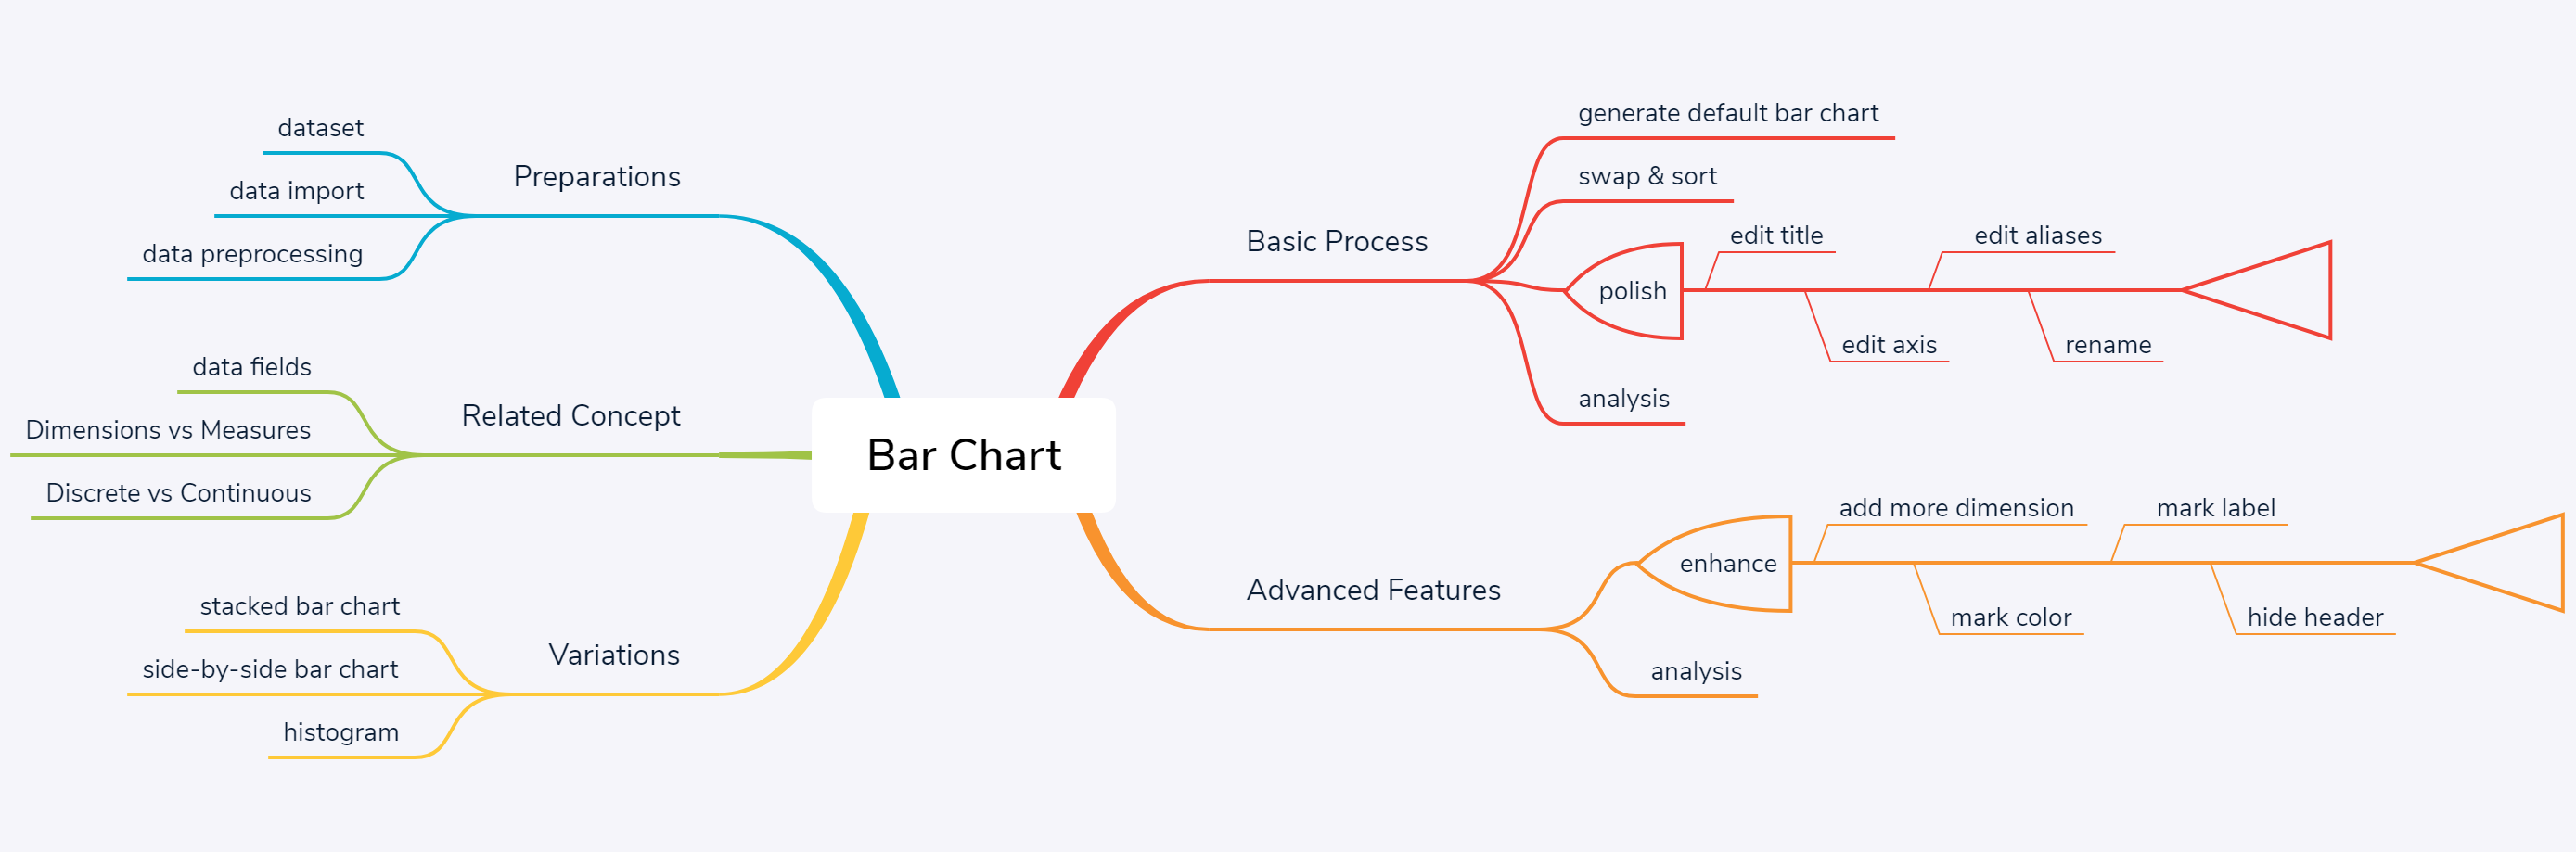 Bar Chart
Preparations
dataset
data import
data preprocessing
Related Concept
data fields
Dimensions vs Measures
Discrete vs Continuous
Variations
stacked bar chart
side-by-side bar chart
histogram
Basic Process
generate default bar chart
swap & sort
polish
edit title
edit axis
edit aliases
rename
analysis
Advanced Features
enhance
add more dimension
mark color
mark label
hide header
analysis